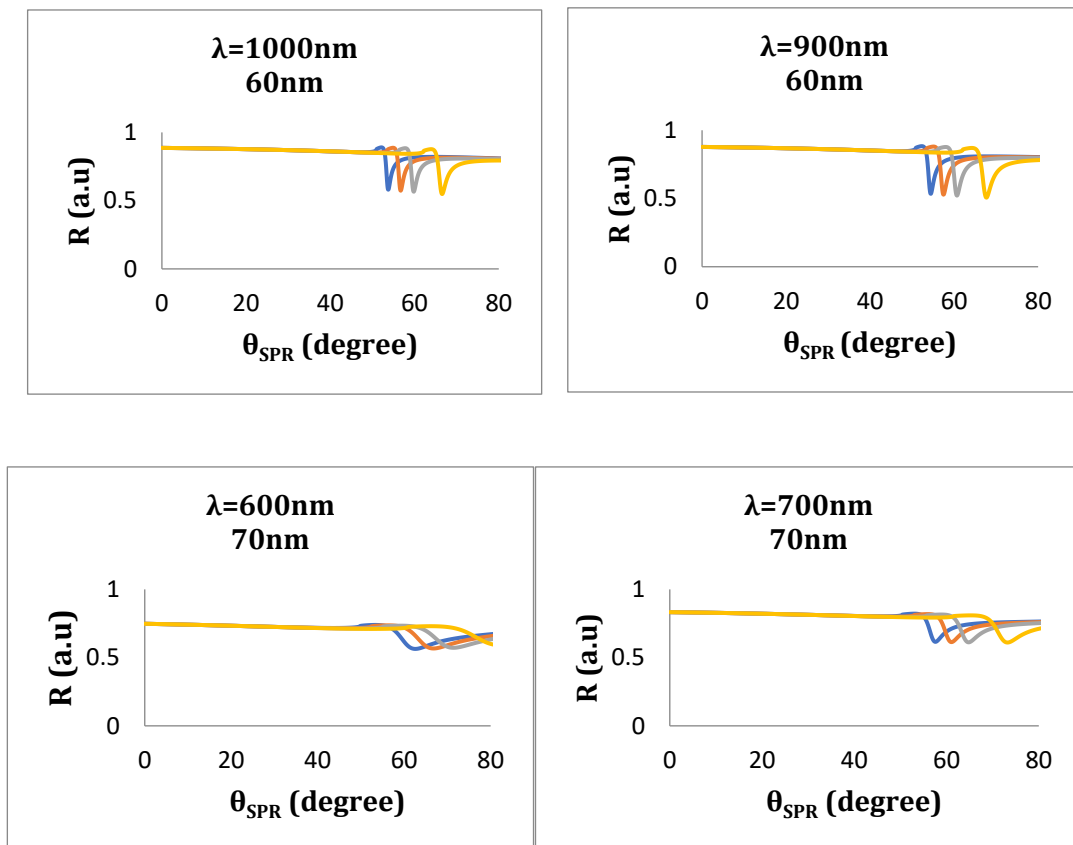 λ=1000nm
60nm
1
0.5
0
R (a.u)
0 20 40 60 80
θSPR (degree)
λ=900nm
60nm
1
0.5
0
R (a.u)
0 20 40 60 80
θSPR (degree)
λ=600nm
70nm
1
0.5
0
R (a.u)
0 20 40 60 80
θSPR (degree)
λ=700nm
70nm
1
0.5
0
R (a.u)
0 20 40 60 80
θSPR (degree)